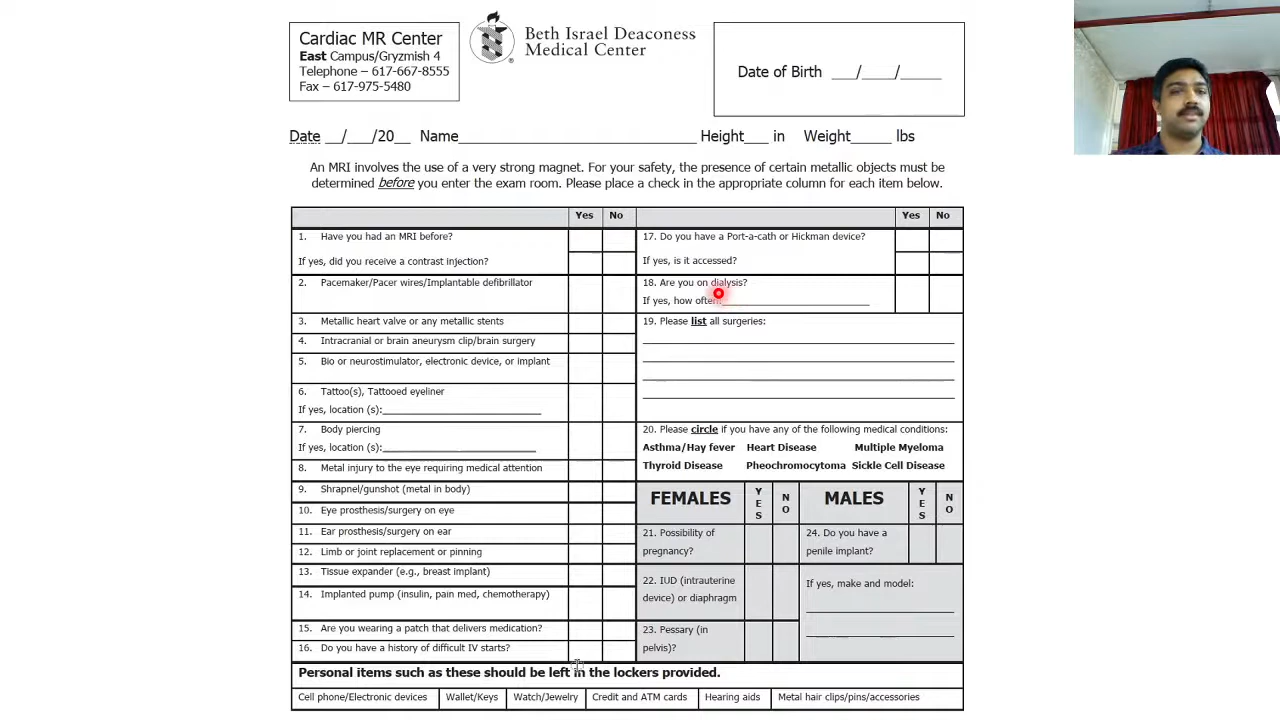 Cardiac MR Center
East Campus/Gryzmish 4
Telephone – 617-667-8555
Fax – 617-975-5480
Beth Israel Deaconess
Medical Center
Date of Birth ___/____/_____
Date __/___/20__ Name______________________________ Height___ in Weight_____ lbs
An MRI involves the use of a very strong magnet. For your safety, the presence of certain metallic objects must be
determined before you enter the exam room. Please place a check in the appropriate column for each item below.
Yes No
1. Have you had an MRI before?
If yes, did you receive a contrast injection?
2. Pacemaker/Pacer wires/Implantable defibrillator
3. Metallic heart valve or any metallic stents
4. Intracranial or brain aneurysm clip/brain surgery
5. Bio or neurostimulator, electronic device, or implant
6. Tattoo(s), Tattooed eyeliner
If yes, location (s):____________________________
7. Body piercing
If yes, location (s):___________________________
8. Metal injury to the eye requiring medical attention
9. Shrapnel/gunshot (metal in body)
10. Eye prosthesis/surgery on eye
11. Ear prosthesis/surgery on ear
12. Limb or joint replacement or pinning
13. Tissue expander (e.g., breast implant)
14. Implanted pump (insulin, pain med, chemotherapy)
15. Are you wearing a patch that delivers medication?
16. Do you have a history of difficult IV starts?
Yes No
17. Do you have a Port-a-cath or Hickman device?
If yes, is it accessed?
18. Are you on dialysis?
If yes, how often:__________________________
19. Please list all surgeries:
20. Please circle if you have any of the following medical conditions:
Asthma/Hay fever Heart Disease Multiple Myeloma
Thyroid Disease Pheochromocytoma Sickle Cell Disease
FEMALES YES NO MALES YES NO
21. Possibility of
pregnancy?
22. IUD (intrauterine
device) or diaphragm
23. Pessary (in
pelvis)?
24. Do you have a
penile implant?
If yes, make and model:
Personal items such as these should be left in the lockers provided.
Cell phone/Electronic devices Wallet/Keys Watch/Jewelry Credit and ATM cards Hearing aids Metal hair clips/pins/accessories